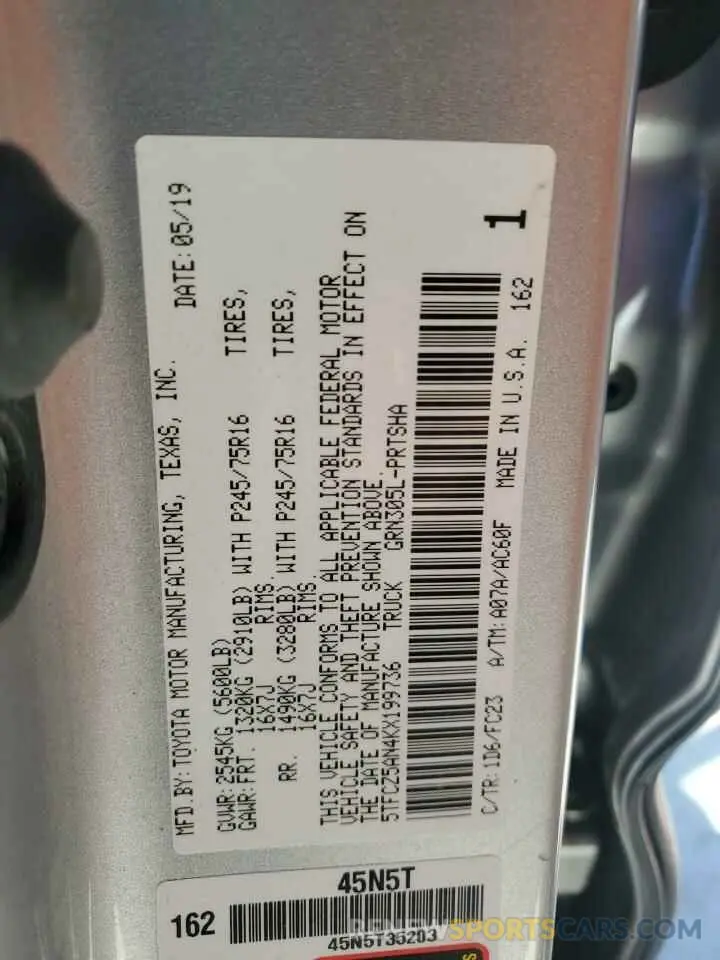 MFD.BY: TOYOTA MOTOR MANUFACTURING, TEXAS, INC. DATE: 05/19
GVWR: 2545KG (5600LB)
GAWR: FRT. 1320KG (2910LB) WITH P245/75R16 TIRES,
16X7J RIMS.
RR. 1490KG (3280LB) WITH P245/75R16 TIRES,
16X7J RIMS.
THIS VEHICLE CONFORMS TO ALL APPLICABLE FEDERAL MOTOR
VEHICLE SAFETY AND THEFT PREVENTION STANDARDS IN EFFECT ON
THE DATE OF MANUFACTURE SHOWN ABOVE.
5TFCZ5AN4KX199736 TRUCK GRN305L-PRTSHA
1
C/TR: 1D6/FC23 A/TM: A07A/AC60F MADE IN U.S.A. 162
45N5T
162
45N5T35203
RENEWSPORTSCARS.COM